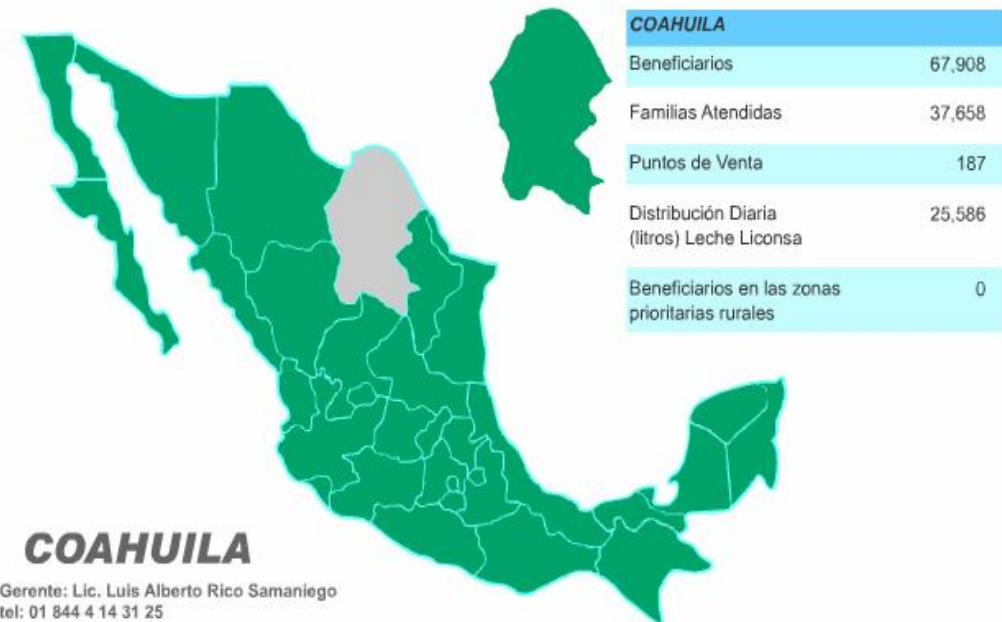 COAHUILA
Beneficiarios 67,908
Familias Atendidas 37,658
Puntos de Venta 187
Distribución Diaria 25,586
(litros) Leche Liconsa
Beneficiarios en las zonas 0
prioritarias rurales
COAHUILA
Gerente: Lic. Luis Alberto Rico Samaniego
tel: 01 844 4 14 31 25